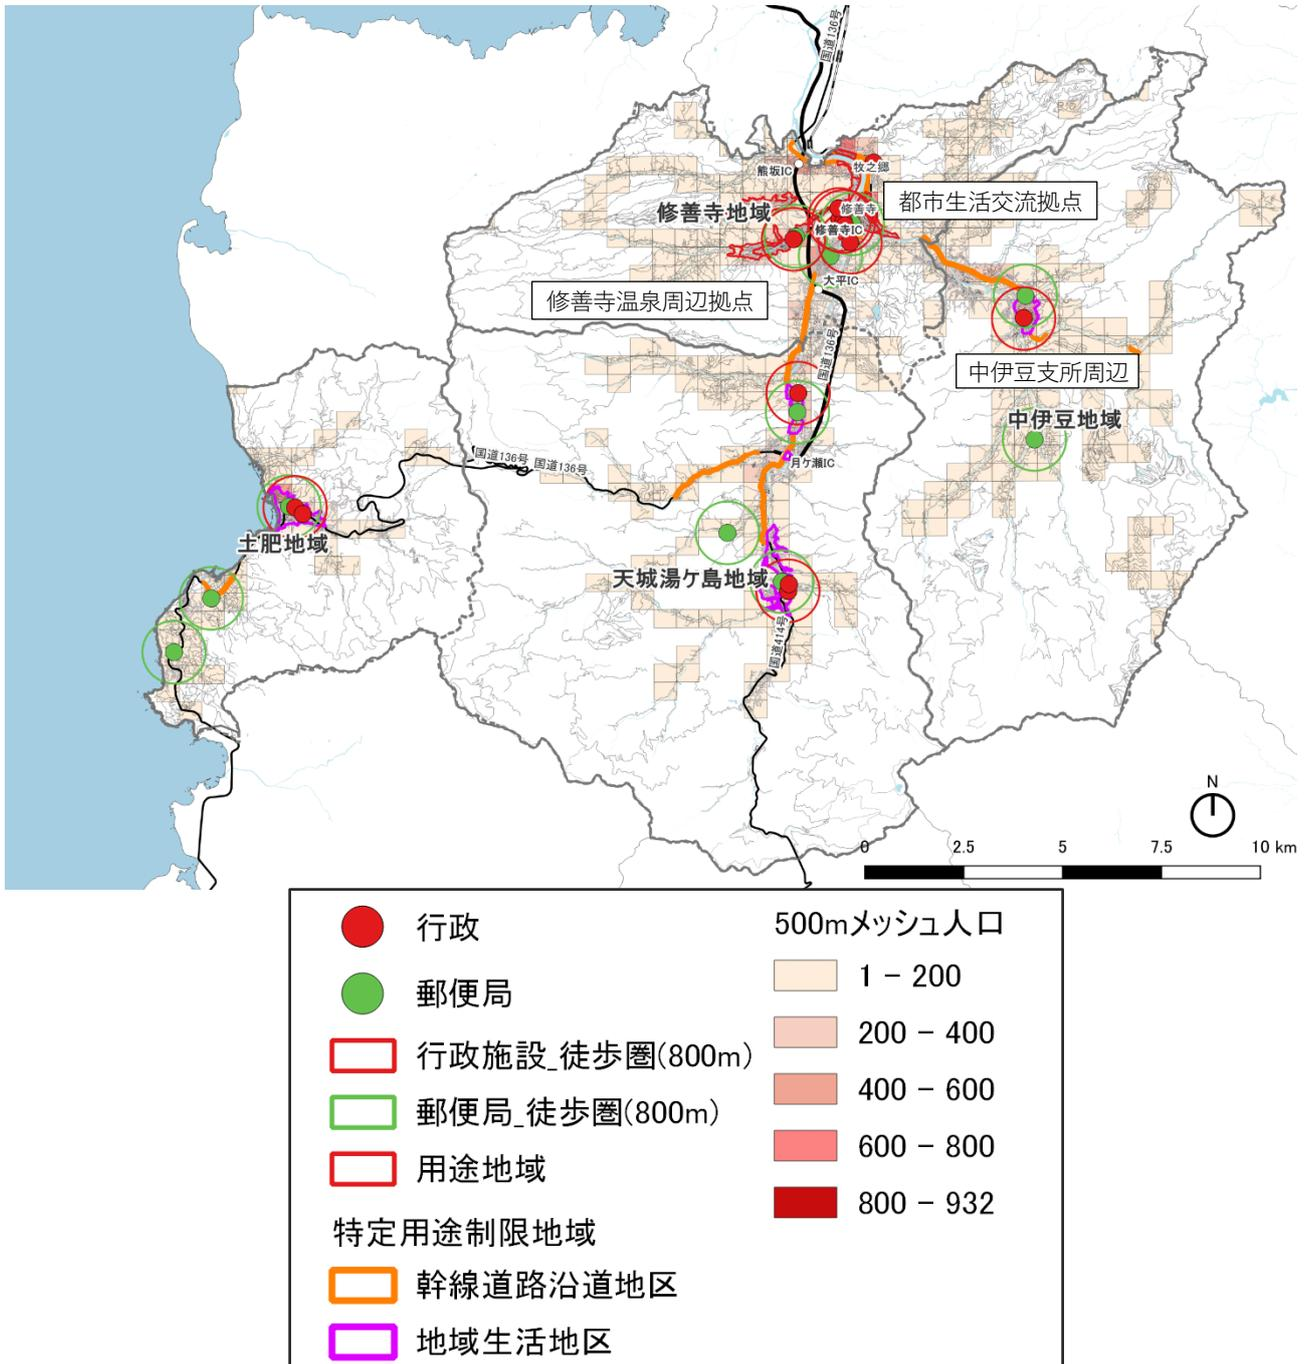 国道136号
熊坂IC
牧之郷
修善寺地域
修善寺
都市生活交流拠点
修善寺IC
大平IC
修善寺温泉周辺拠点
国道136号
中伊豆支所周辺
中伊豆地域
国道136号 国道136号
月ケ瀬IC
土肥地域
天城湯ケ島地域
国道414号
N
0 2.5 5 7.5 10 km
行政
郵便局
行政施設_徒歩圏(800m)
郵便局_徒歩圏(800m)
用途地域
特定用途制限地域
幹線道路沿道地区
地域生活地区
500mメッシュ人口
1 - 200
200 - 400
400 - 600
600 - 800
800 - 932